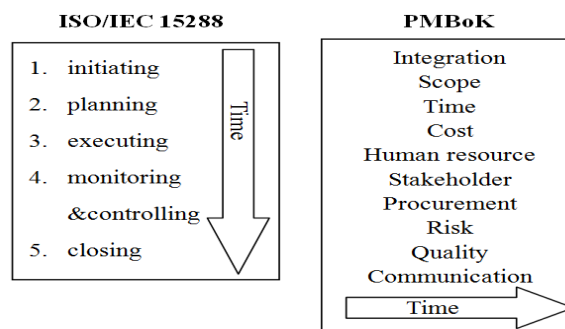 ISO/IEC 15288
1. initiating
2. planning
3. executing
4. monitoring
&controlling
5. closing
Time
PMBoK
Integration
Scope
Time
Cost
Human resource
Stakeholder
Procurement
Risk
Quality
Communication
Time